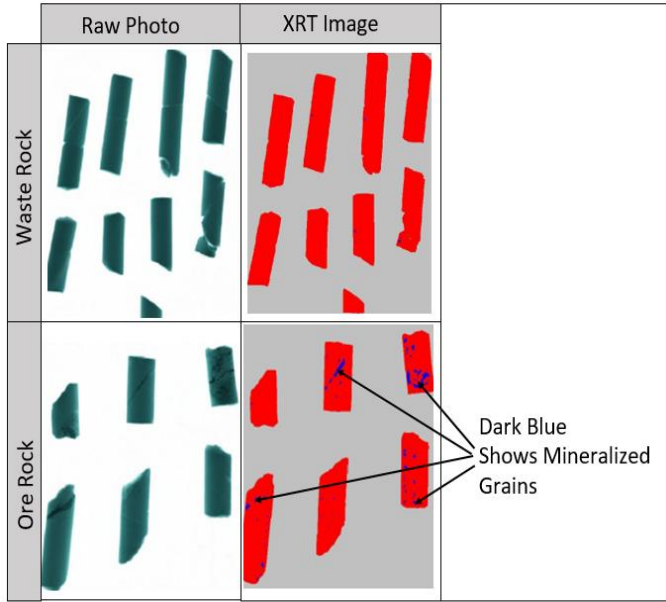 Raw Photo
XRT Image
Waste Rock
Ore Rock
Dark Blue
Shows Mineralized
Grains